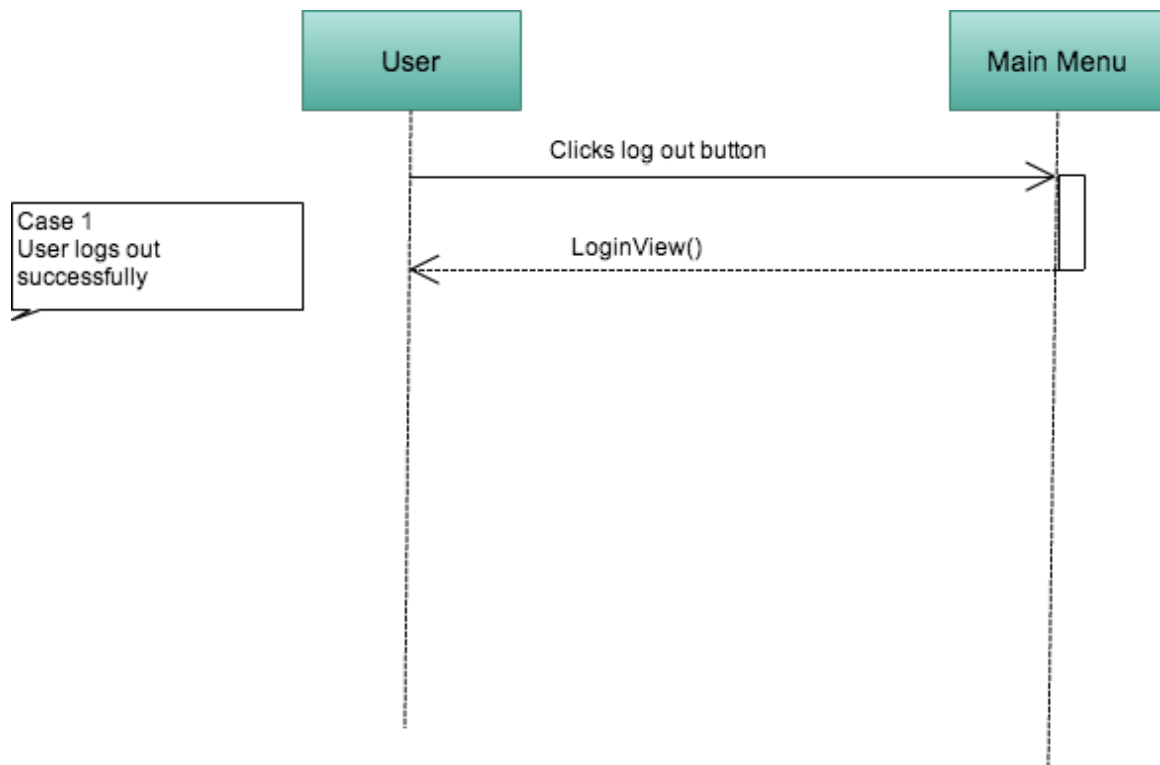 User
Main Menu
Clicks log out button
Case 1
User logs out
successfully
LoginView()